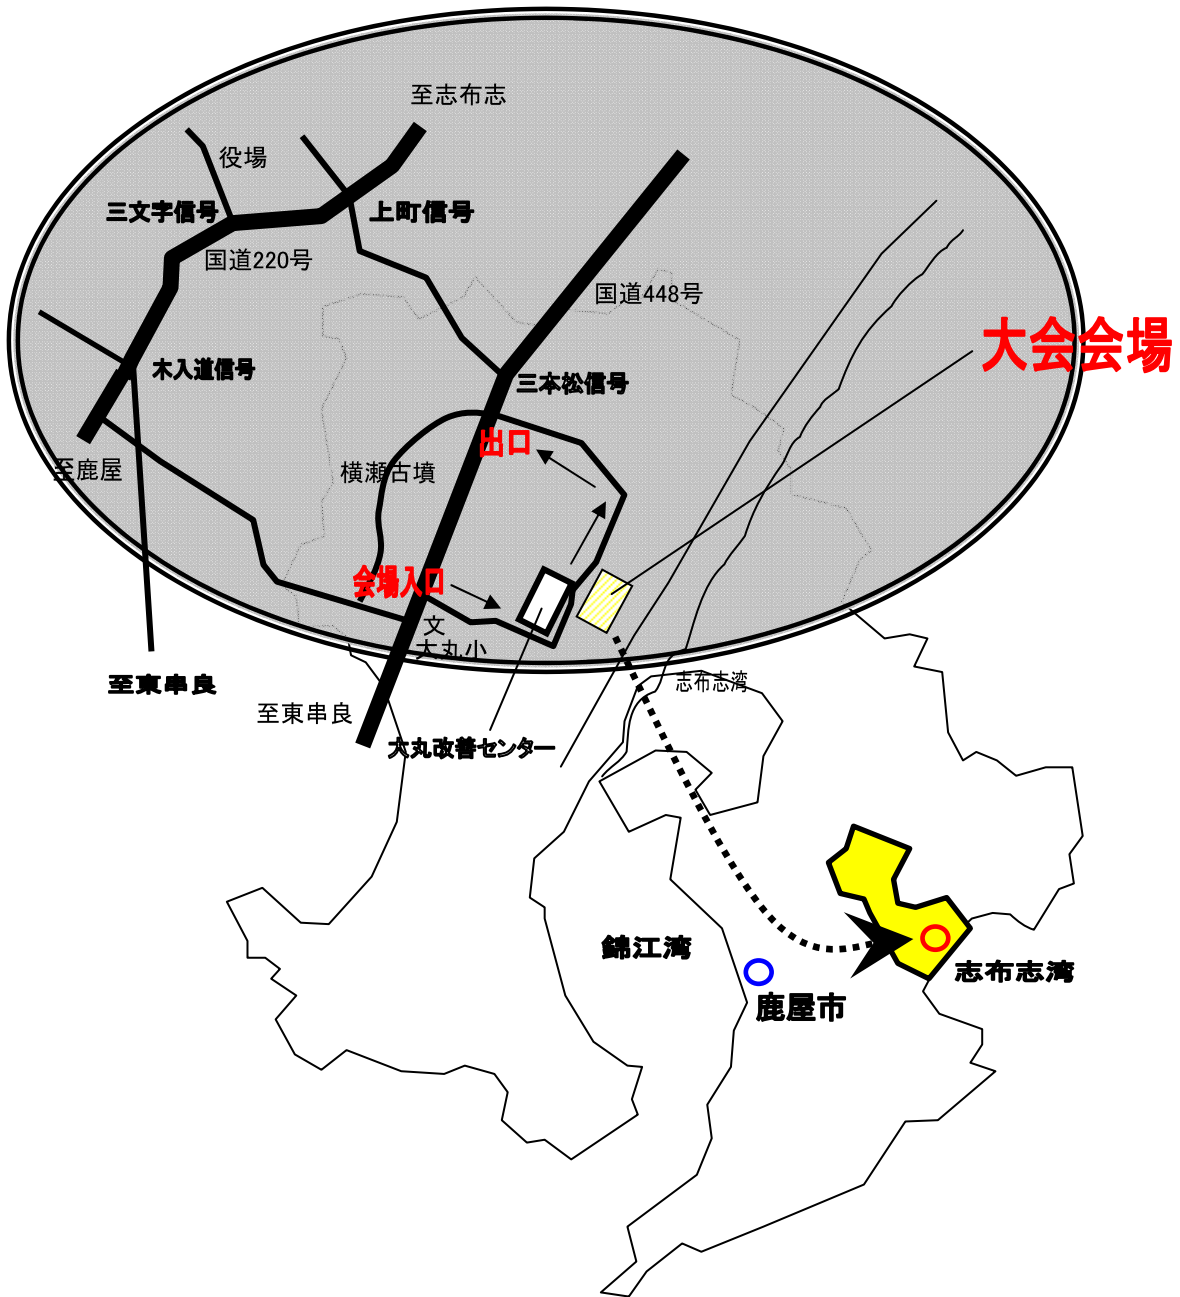 至志布志
役場
三文字信号
上町信号
国道220号
国道448号
大会会場
木入道信号
三本松信号
出口
至鹿屋
横瀬古墳
会場入口
文
大丸小
至東串良
志布志湾
至東串良
大丸改善センター
錦江湾
志布志湾
鹿屋市